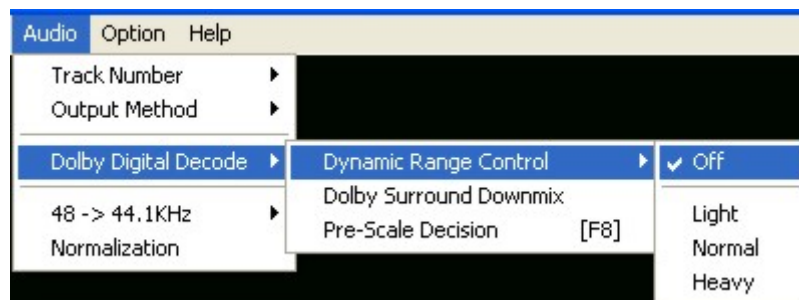 Audio Option Help
Track Number
Output Method
Dolby Digital Decode
48 -> 44.1KHz
Normalization
Dynamic Range Control
Dolby Surround Downmix
Pre-Scale Decision [F8]
Off
Light
Normal
Heavy